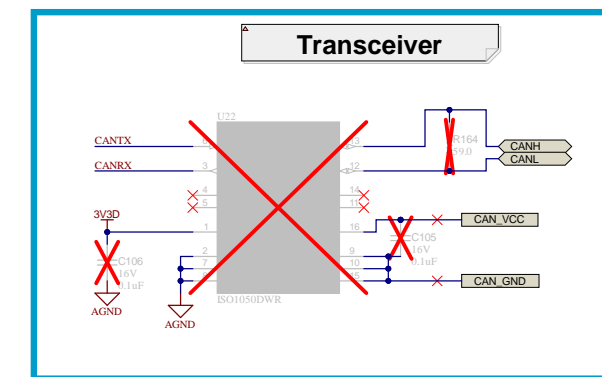 Transceiver
U22
CANTX
6
13
R164
59.0
CANH
CANL
CANRX
3
12
4
14
5
11
3V3D
1
16
CAN_VCC
C106
16V
0.1uF
C105
16V
0.1uF
2
9
7
10
15
CAN_GND
AGND
AGND
ISO1050DWR